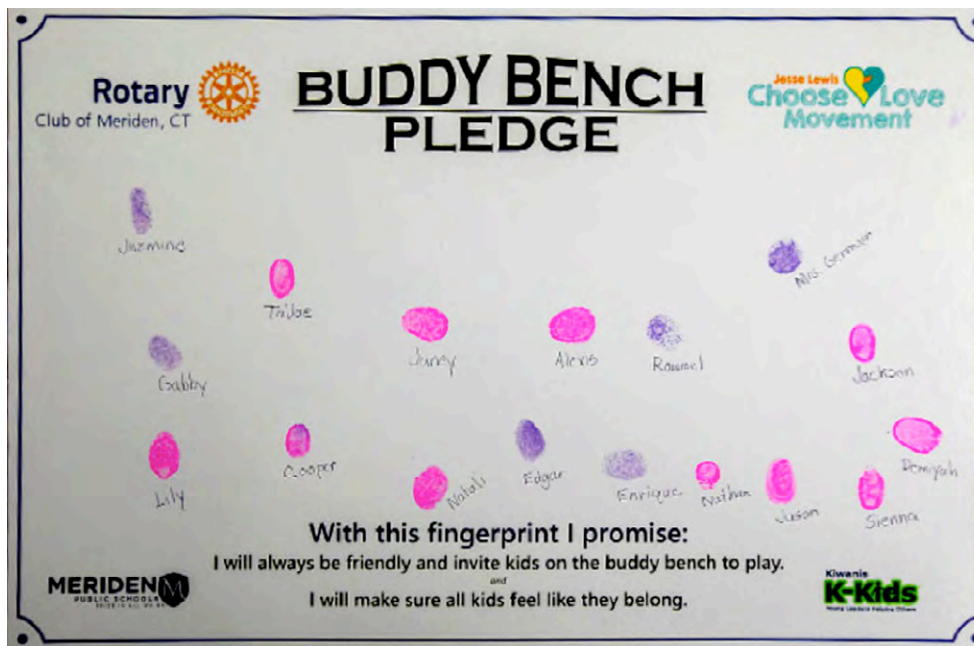 Rotary
Club of Meriden, CT
BUDDY BENCH
PLEDGE
Jesse Lewis
Choose Love
Movement
Jazmine
Mrs. German
TriJae
Alexis
Jackson
Gabby
Demiyah
Lily
Cooper
Natali
Edgar
Enrique
Nathan
Jason
Sienna
With this fingerprint I promise:
I will always be friendly and invite kids on the buddy bench to play.
and
I will make sure all kids feel like they belong.
MERIDEN M
PUBLIC SCHOOLS
Kiwanis
K-Kids